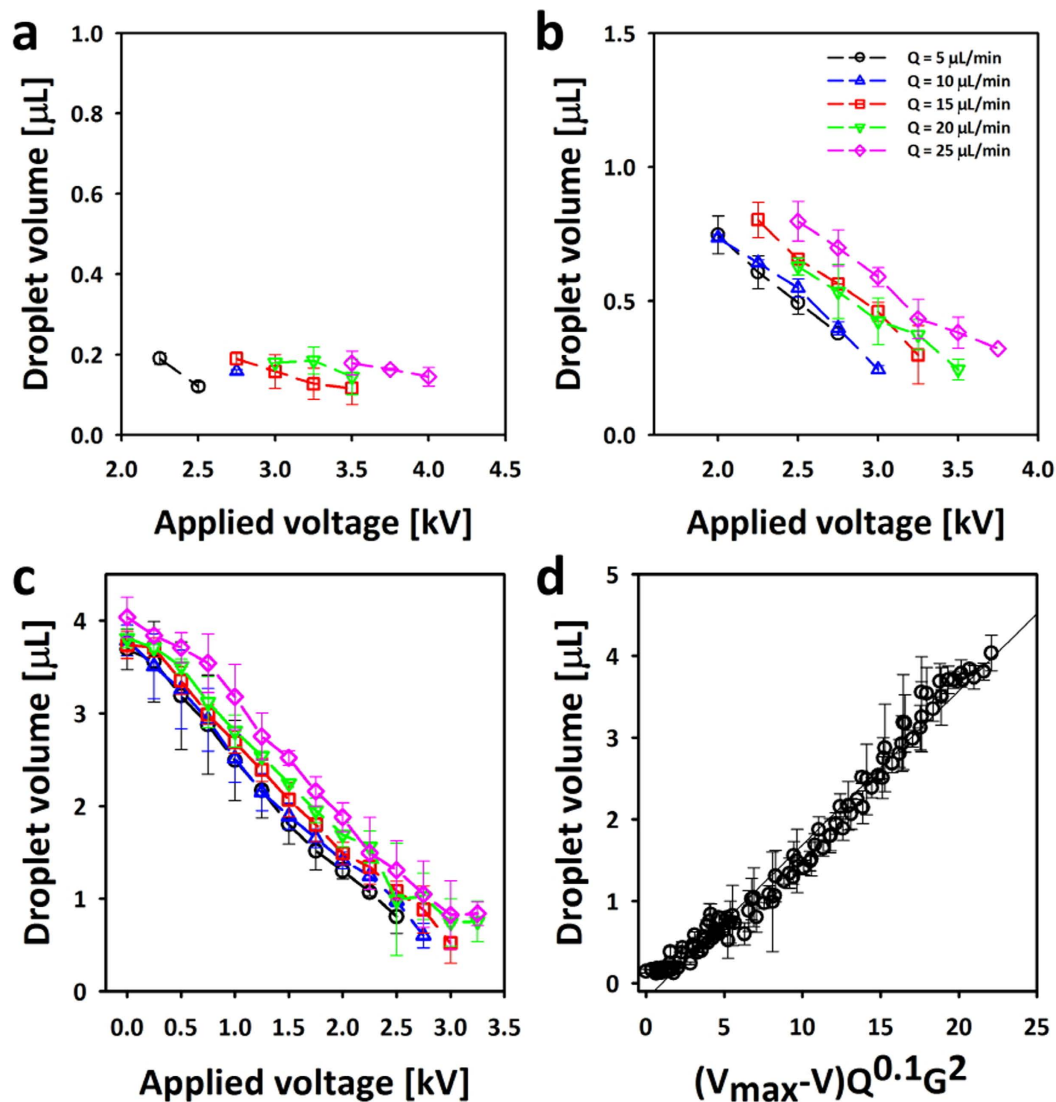 a
1.0
0.8
0.6
0.4
0.2
0.0
Droplet volume [μL]
2.0 2.5 3.0 3.5 4.0 4.5
Applied voltage [kV]
b
1.5
1.0
0.5
0.0
Droplet volume [μL]
Q = 5 μL/min
Q = 10 μL/min
Q = 15 μL/min
Q = 20 μL/min
Q = 25 μL/min
2.0 2.5 3.0 3.5 4.0
Applied voltage [kV]
c
4
3
2
1
0
Droplet volume [μL]
0.0 0.5 1.0 1.5 2.0 2.5 3.0 3.5
Applied voltage [kV]
d
5
4
3
2
1
0
Droplet volume [μL]
0 5 10 15 20 25
(Vmax-V)Q^0.1G^2